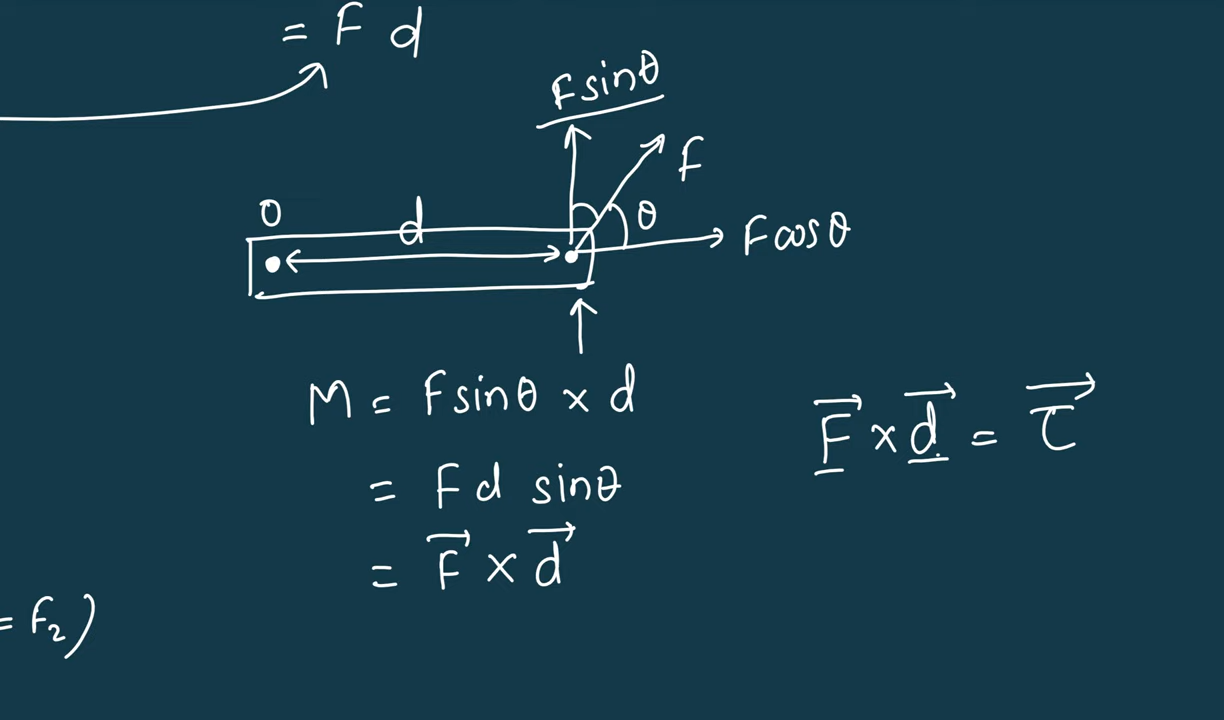 = F d
F sinθ
F
O
d
θ
F cosθ
M = F sinθ × d
= F d sinθ
= F⃗ × d⃗
F⃗ × d⃗ = τ⃗
= F₂)